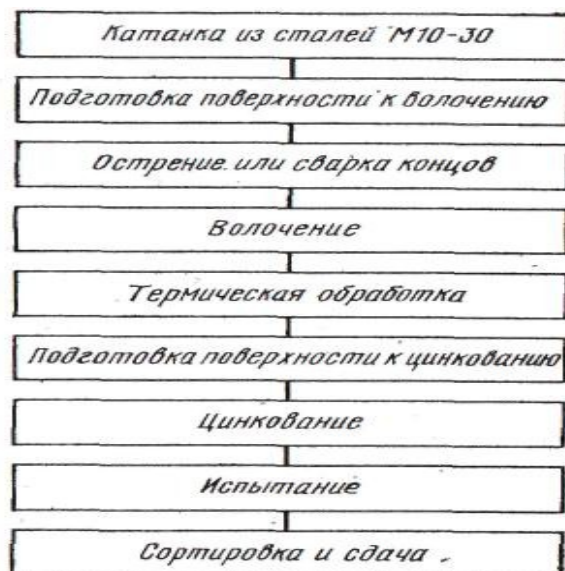 Катанка из сталей М10-30
Подготовка поверхности к волочению
Острение или сварка концов
Волочение
Термическая обработка
Подготовка поверхности к цинкованию
Цинкование
Испытание
Сортировка и сдача